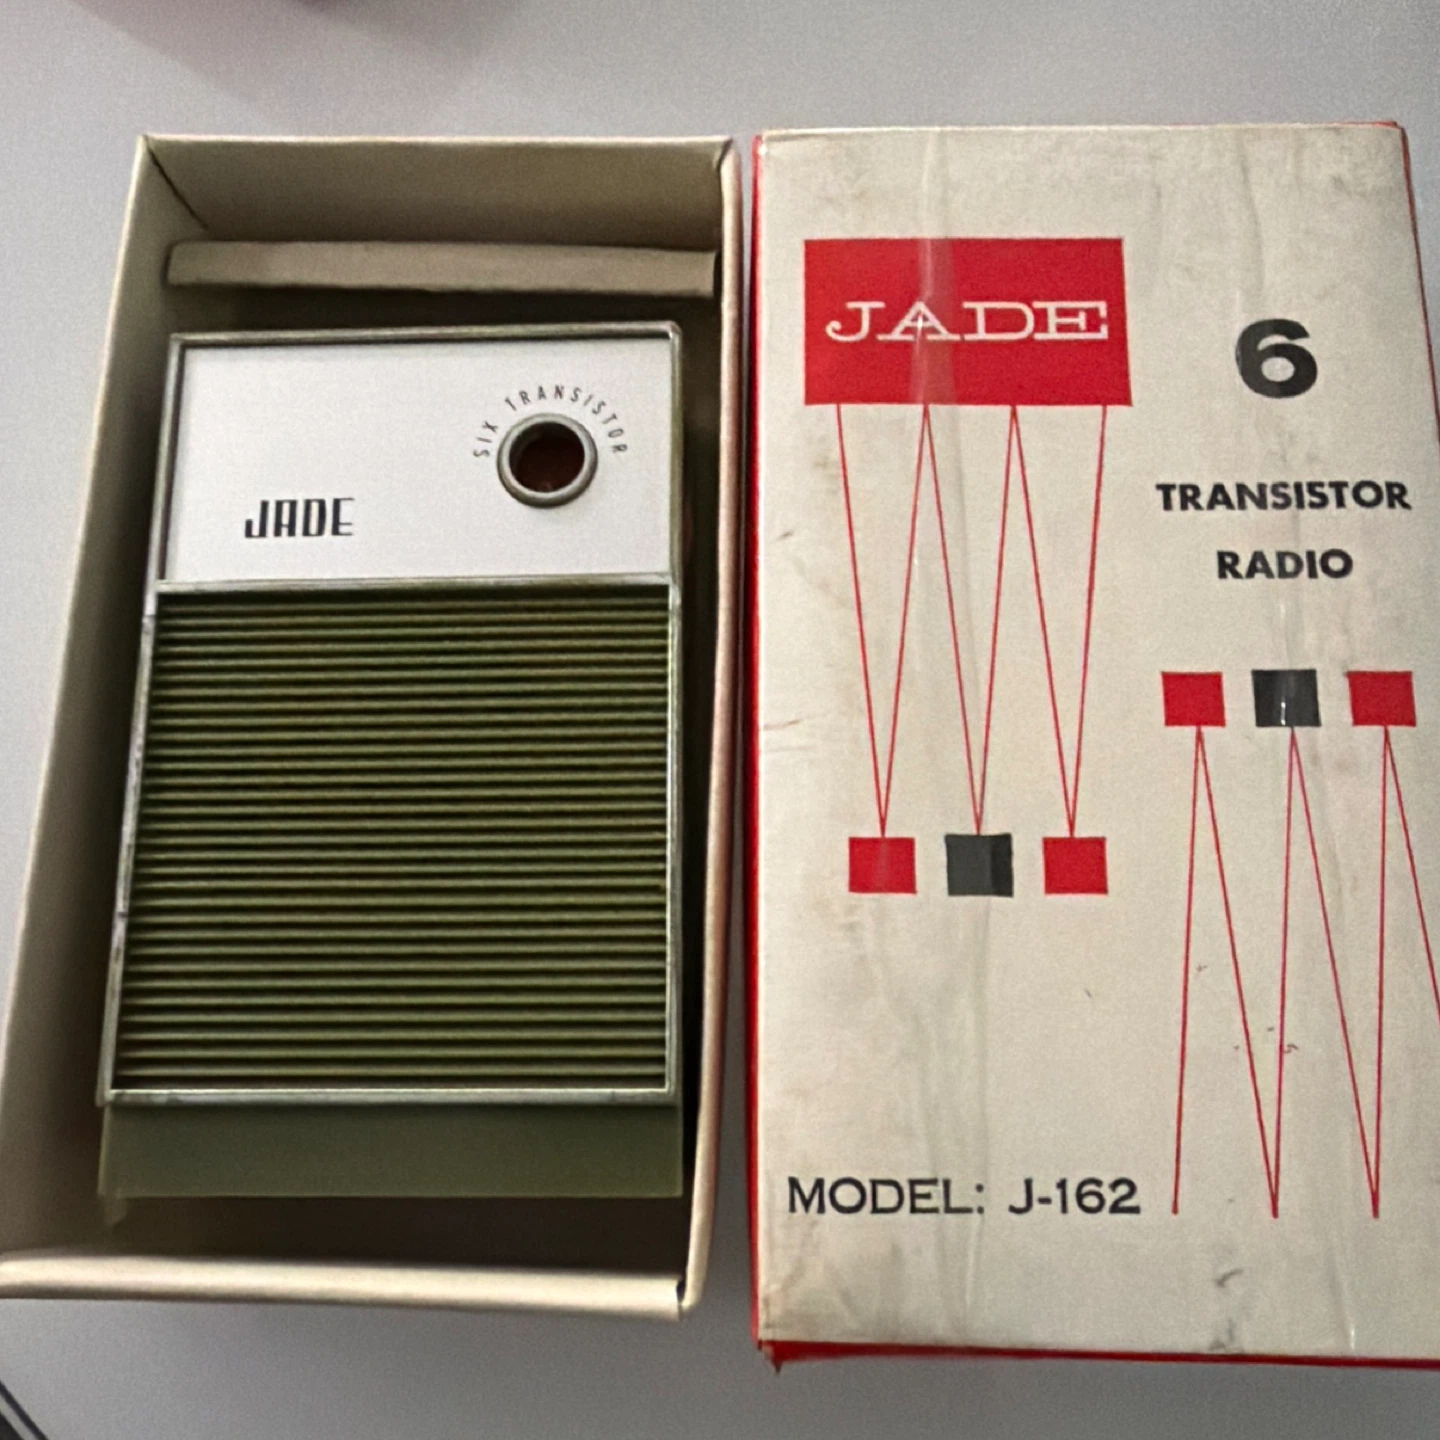 SIX TRANSISTOR
JADE
JADE
6
TRANSISTOR
RADIO
MODEL: J-162